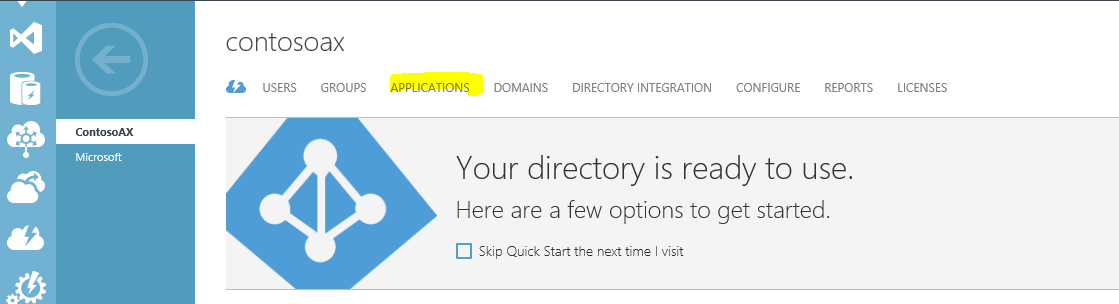 contosoax
USERS GROUPS APPLICATIONS DOMAINS DIRECTORY INTEGRATION CONFIGURE REPORTS LICENSES
ContosoAX
Microsoft
Your directory is ready to use.
Here are a few options to get started.
Skip Quick Start the next time I visit